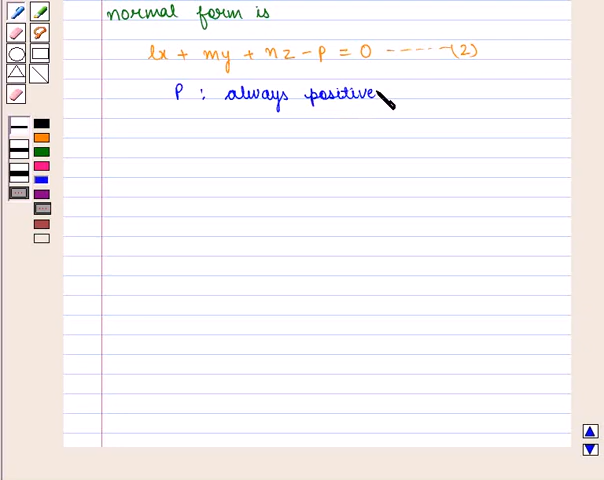 normal form is
lx + my + nz - p = 0 ------(2)
P : always positive